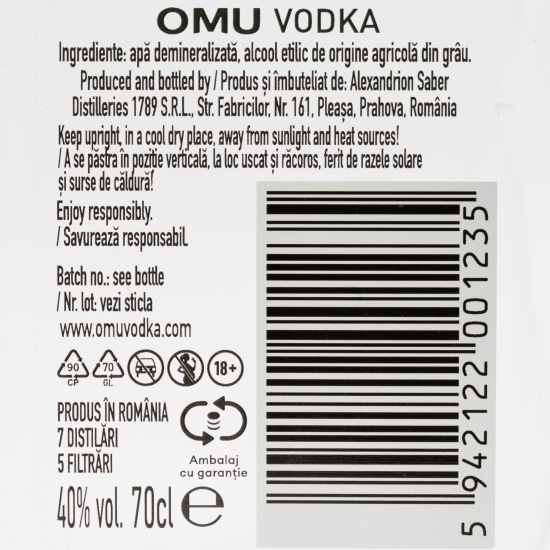 OMU VODKA
Ingrediente: apă demineralizată, alcool etilic de origine agricolă din grâu.
Produced and bottled by / Produs și îmbuteliat de: Alexandrion Saber
Distilleries 1789 S.R.L., Str. Fabricilor, Nr. 161, Pleașa, Prahova, România
Keep upright, in a cool dry place, away from sunlight and heat sources!
/ A se păstra în poziție verticală, la loc uscat și răcoros, ferit de razele solare
și surse de căldură!
Enjoy responsibly.
/ Savurează responsabil.
Batch no.: see bottle
/ Nr. lot: vezi sticla
www.omuvodka.com
90 CP 70 GL 18+
PRODUS ÎN ROMÂNIA
7 DISTILĂRI
5 FILTRĂRI
Ambalaj
cu garanție
40% vol. 70cl e
5 942122 001235